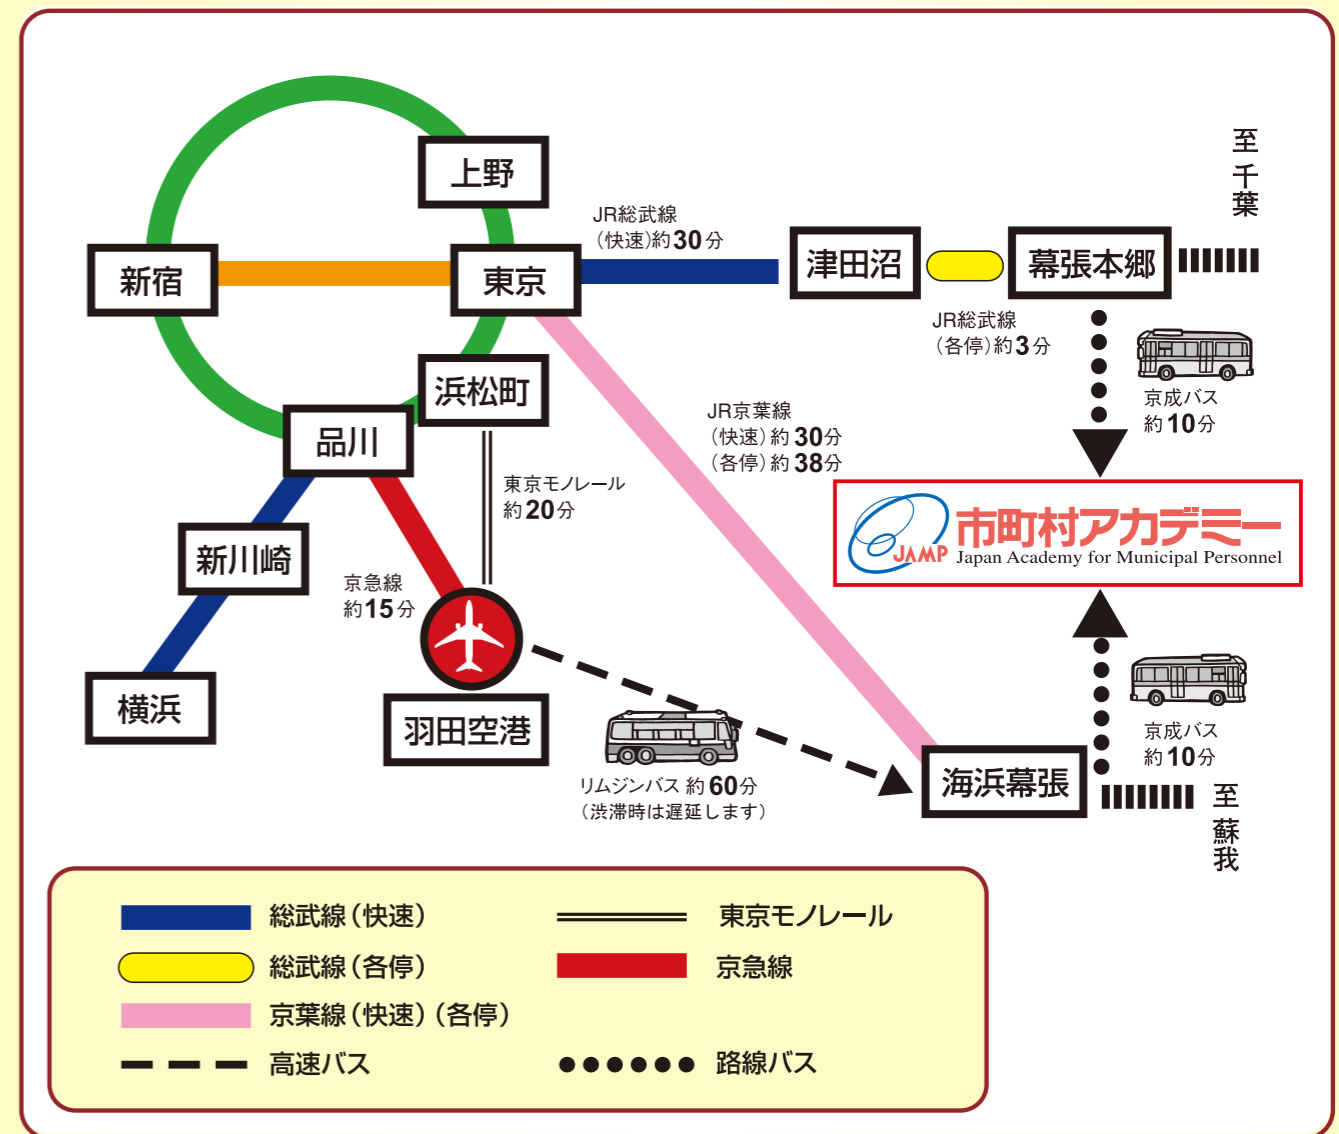 上野
新宿
東京
JR総武線
（快速）約30分
津田沼
幕張本郷
至
千葉
JR総武線
（各停）約3分
京成バス
約10分
浜松町
品川
JR京葉線
（快速）約30分
（各停）約38分
東京モノレール
約20分
JAMP
市町村アカデミー
Japan Academy for Municipal Personnel
新川崎
京急線
約15分
横浜
羽田空港
リムジンバス 約60分
（渋滞時は遅延します）
海浜幕張
京成バス
約10分
至
蘇我
総武線（快速）
東京モノレール
総武線（各停）
京急線
京葉線（快速）（各停）
高速バス
路線バス